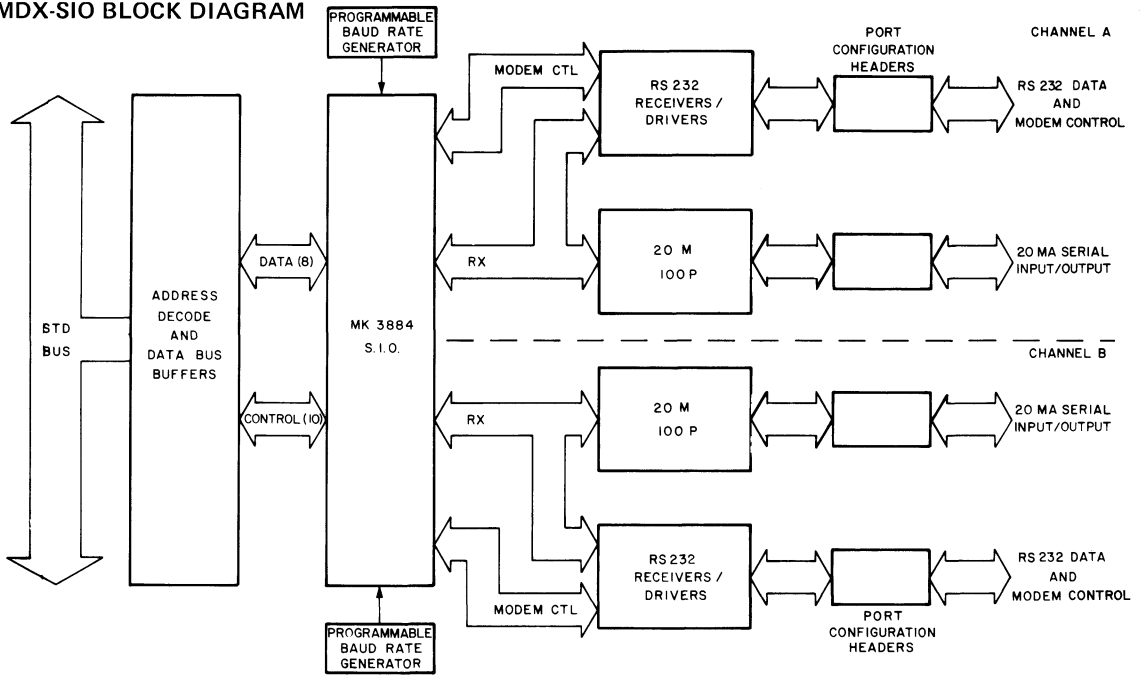 MDX-SIO BLOCK DIAGRAM
PROGRAMMABLE
BAUD RATE
GENERATOR
PORT
CONFIGURATION
HEADERS
CHANNEL A
MODEM CTL
RS 232
RECEIVERS /
DRIVERS
RS 232 DATA
AND
MODEM CONTROL
STD
BUS
ADDRESS
DECODE
AND
DATA BUS
BUFFERS
DATA (8)
CONTROL (10)
MK 3884
S.I.O.
RX
20 M
100 P
20 MA SERIAL
INPUT/OUTPUT
CHANNEL B
RX
20 M
100 P
20 MA SERIAL
INPUT/OUTPUT
MODEM CTL
RS 232
RECEIVERS /
DRIVERS
RS 232 DATA
AND
MODEM CONTROL
PORT
CONFIGURATION
HEADERS
PROGRAMMABLE
BAUD RATE
GENERATOR